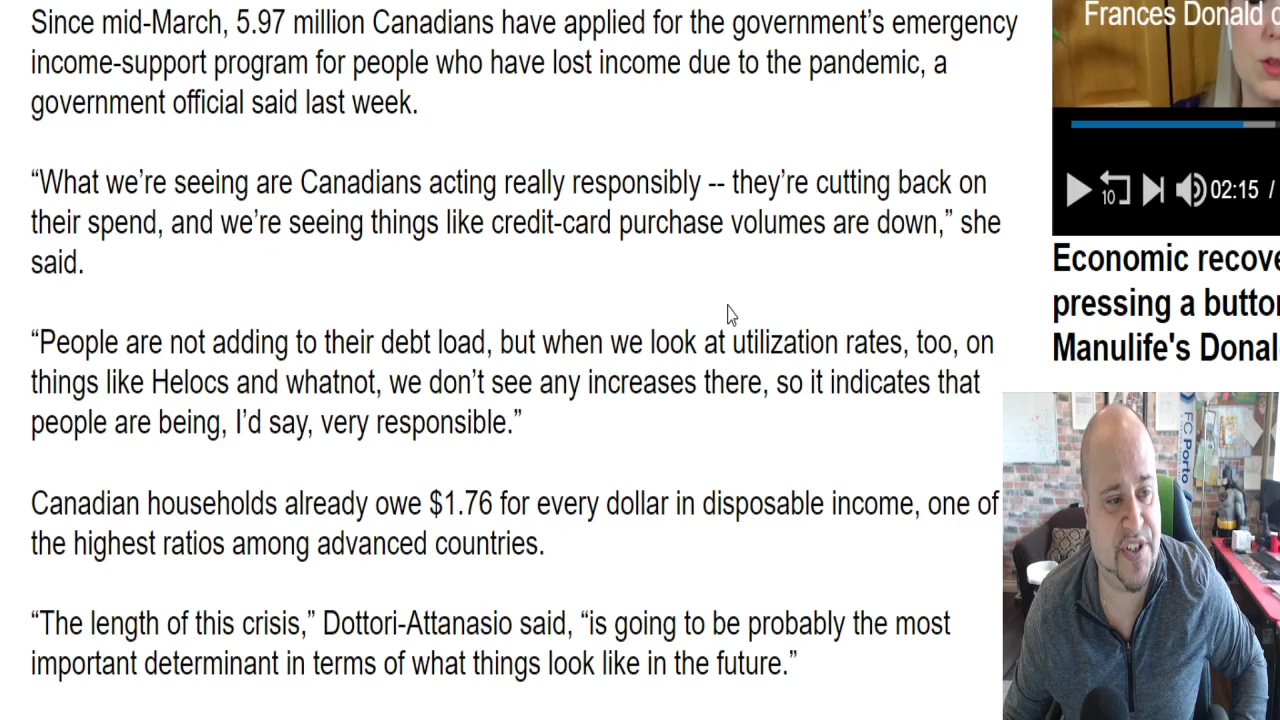 Since mid-March, 5.97 million Canadians have applied for the government’s emergency
income-support program for people who have lost income due to the pandemic, a
government official said last week.
“What we’re seeing are Canadians acting really responsibly -- they’re cutting back on
their spend, and we’re seeing things like credit-card purchase volumes are down,” she
said.
“People are not adding to their debt load, but when we look at utilization rates, too, on
things like Helocs and whatnot, we don’t see any increases there, so it indicates that
people are being, I’d say, very responsible.”
Canadian households already owe $1.76 for every dollar in disposable income, one of
the highest ratios among advanced countries.
“The length of this crisis,” Dottori-Attanasio said, “is going to be probably the most
important determinant in terms of what things look like in the future.”
Frances Donald
10
02:15 /
Economic recove
pressing a butto
Manulife's Donal
FC Porto